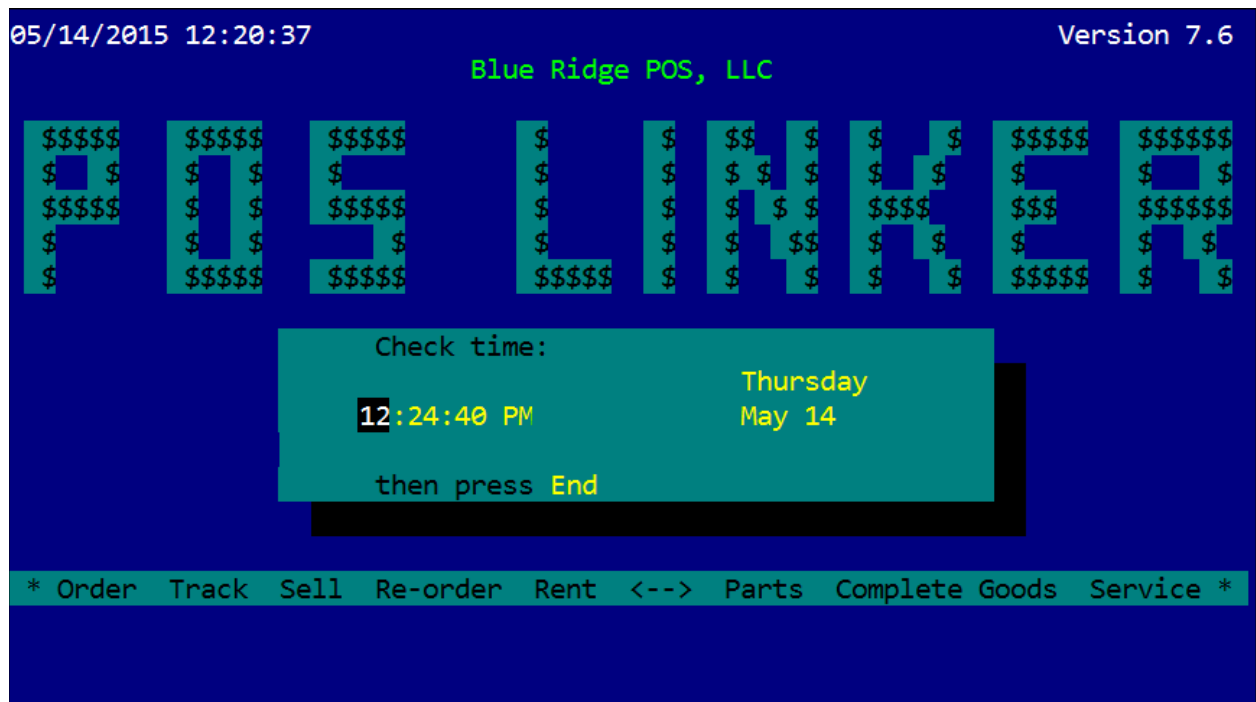 05/14/2015 12:20:37 Version 7.6
Blue Ridge POS, LLC
POS LINKER
Check time:
Thursday
12:24:40 PM May 14
then press End
* Order Track Sell Re-order Rent <--> Parts Complete Goods Service *